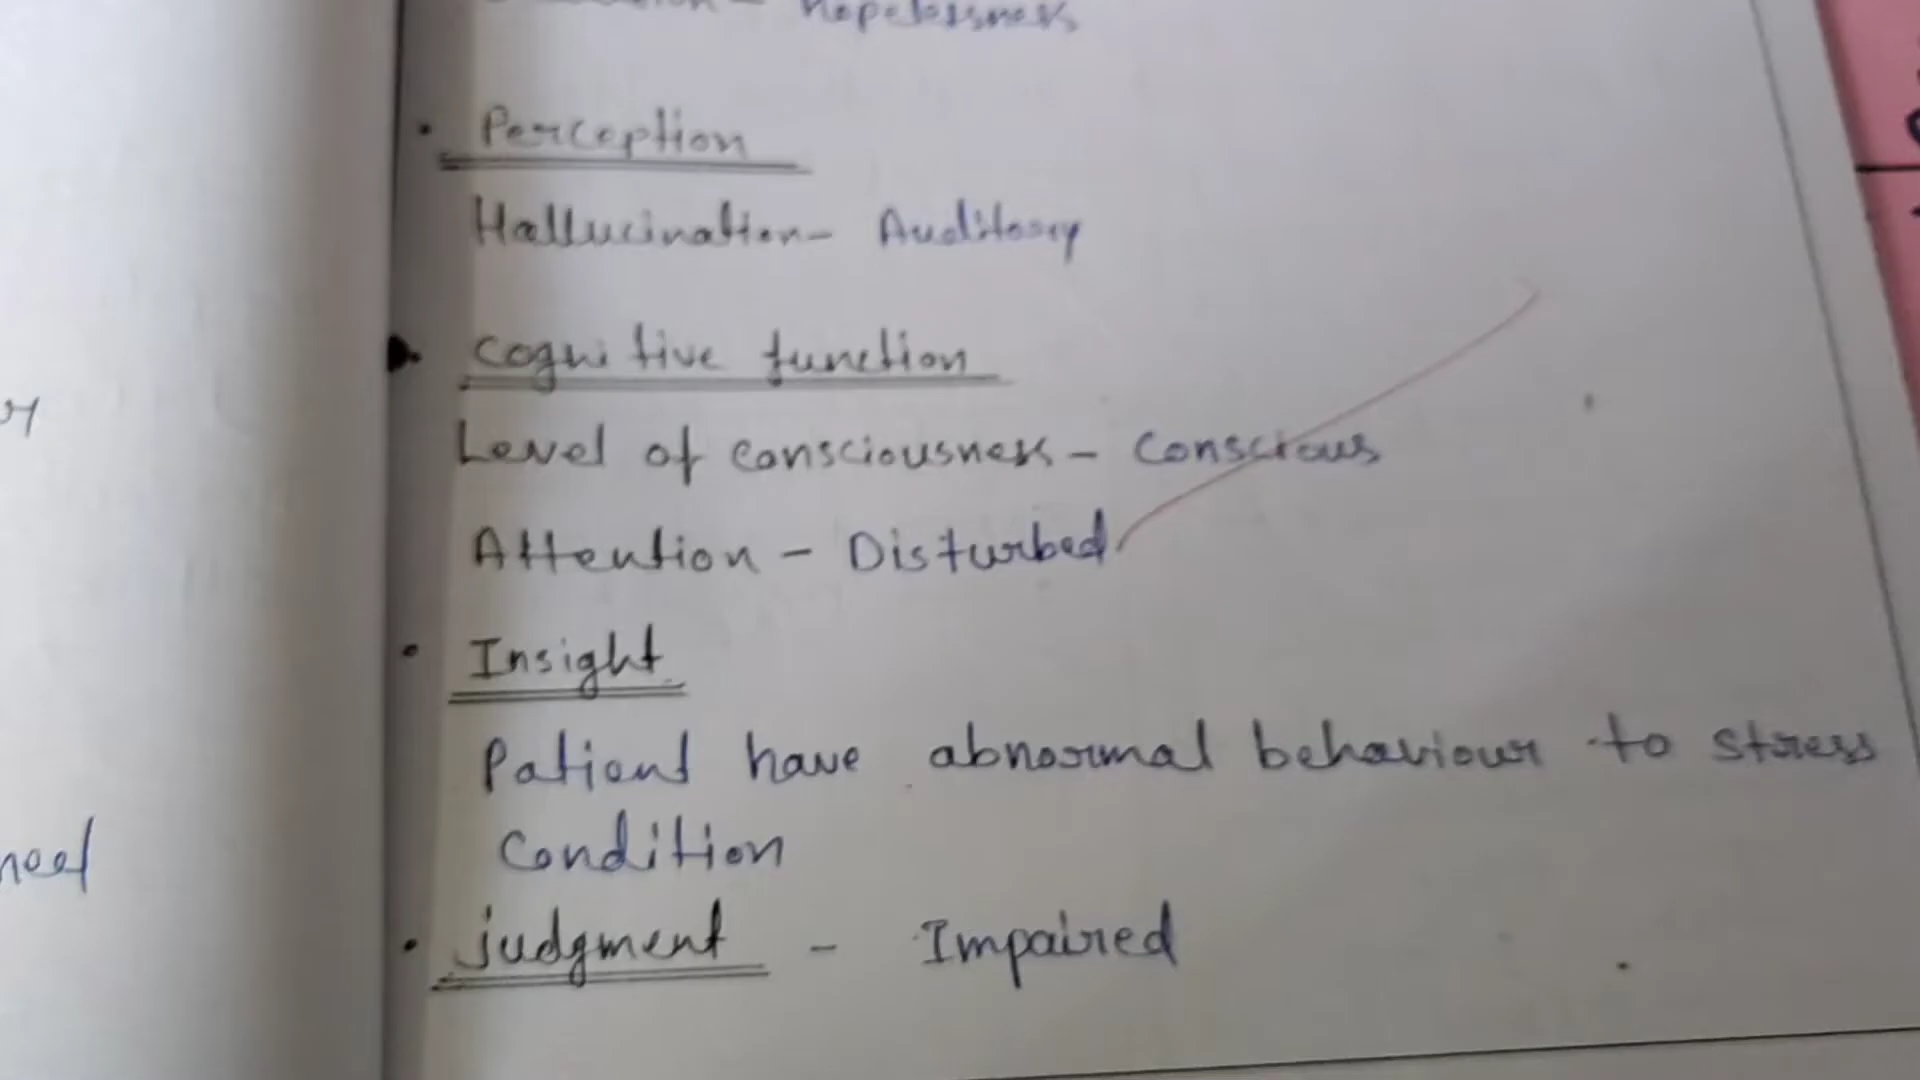 hopelessness
• Perception
Hallucination - Auditory
• Cognitive function
Level of consciousness - Conscious
Attention - Disturbed
• Insight
Patient have abnormal behaviour to stress
Condition
• judgment - Impaired